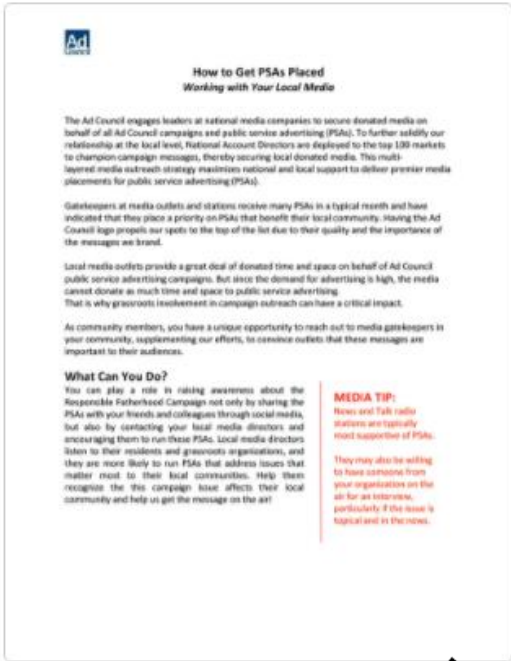 Ad
How to Get PSAs Placed
Working with Your Local Media
The Ad Council engages leaders at national media companies to secure donated media on
behalf of all Ad Council campaigns and public service advertising (PSAs). To further solidify our
relationship at the local level, National Account Directors are deployed to the top 100 markets
to champion campaign messages, thereby securing local donated media. This multi-
layered media outreach strategy maximizes national and local support to deliver premier media
placements for public service advertising (PSAs).
Gatekeepers at media outlets and stations receive many PSAs in a typical month and have
indicated that they place a priority on PSAs that benefit their local community. Having the Ad
Council logo propels our spots to the top of the list due to their quality and the importance of
the messages we brand.
Local media outlets provide a great deal of donated time and space on behalf of Ad Council
public service advertising campaigns. But since the demand for advertising is high, the media
cannot donate as much time and space to public service advertising.
That is why grassroots involvement in campaign outreach can have a critical impact.
As community members, you have a unique opportunity to reach out to media gatekeepers in
your community, supplementing our efforts, to convince outlets that these messages are
important to their audiences.
What Can You Do?
You can play a role in raising awareness about the
Responsible Fatherhood Campaign not only by sharing the
PSAs with your friends and colleagues through social media,
but also by contacting your local media directors and
encouraging them to run these PSAs. Local media directors
listen to their residents and grassroots organizations, and
they are more likely to run PSAs that address issues that
matter most to their local communities. Help them
recognize the this campaign issue affects their local
community and help us get the message on the air!
MEDIA TIP:
News and Talk radio
stations are typically
most supportive of PSAs.
They may also be willing
to have someone from
your organization on the
air for an interview,
particularly if the issue is
topical and in the news.